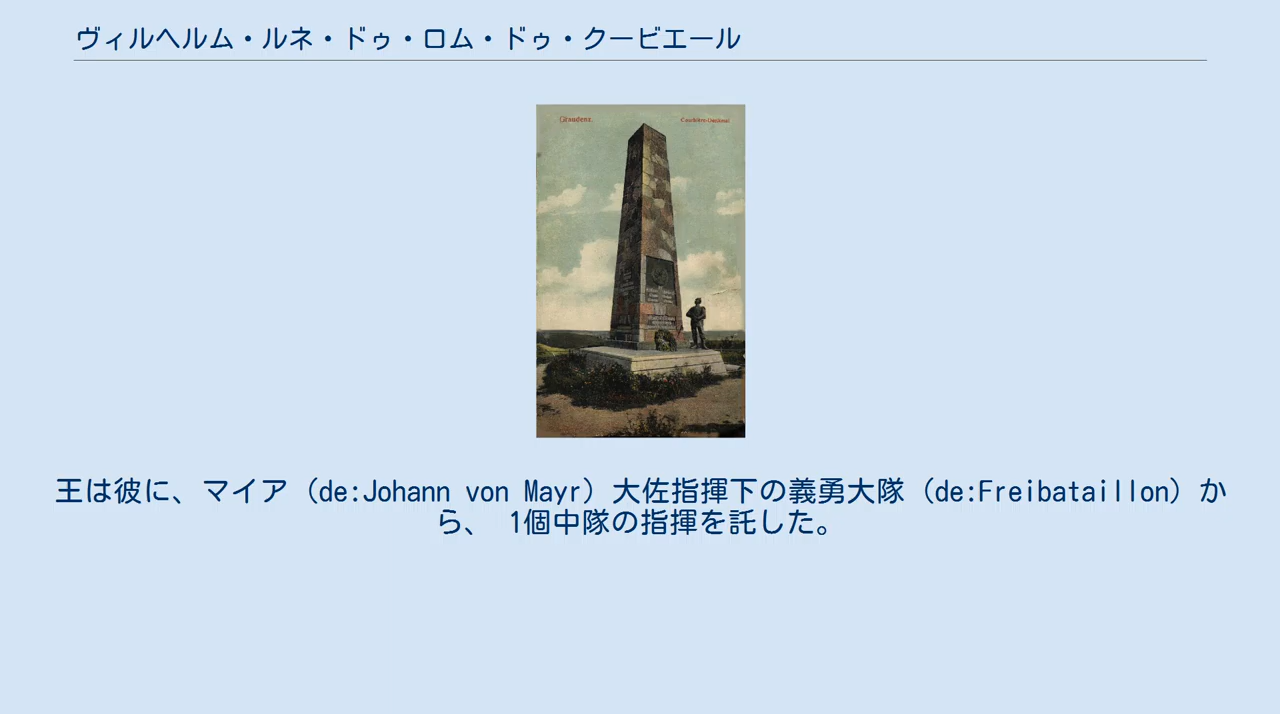 ヴィルヘルム・ルネ・ドゥ・ロム・ドゥ・クービエール
Graudenz.
王は彼に、マイア（de:Johann von Mayr）大佐指揮下の義勇大隊（de:Freibataillon）か
ら、 1個中隊の指揮を託した。